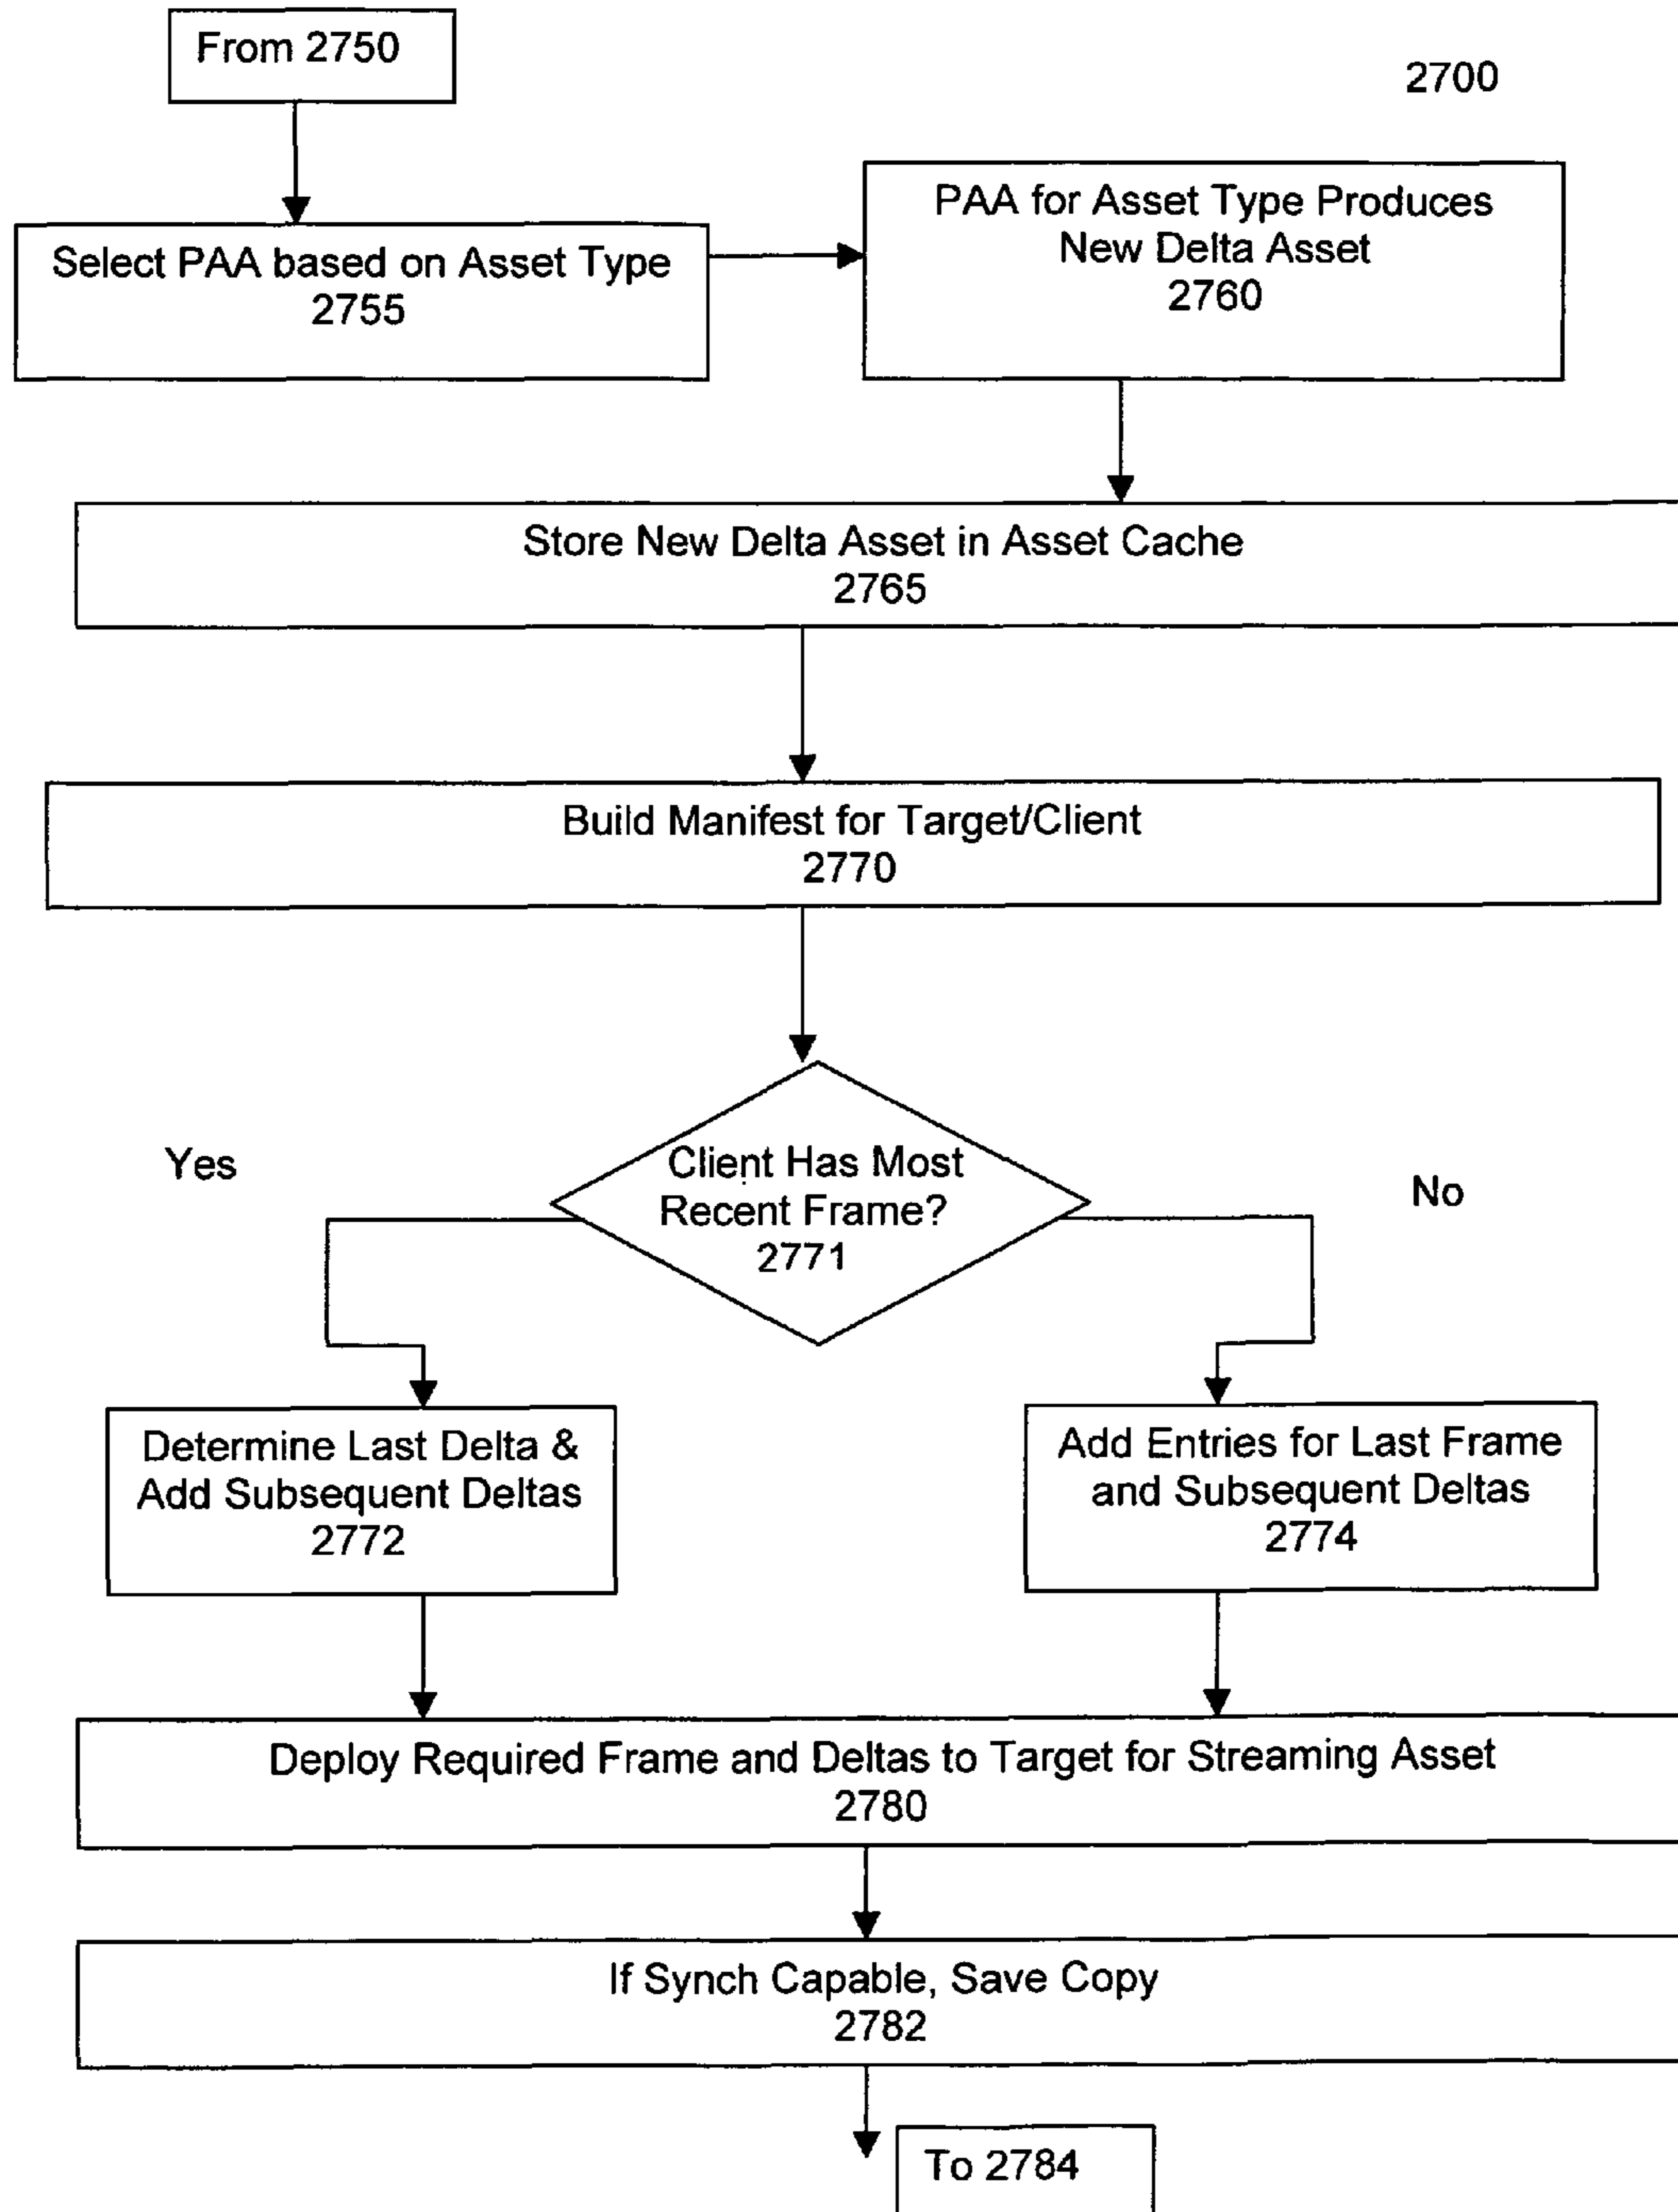 From 2750
2700
Select PAA based on Asset Type
2755
PAA for Asset Type Produces
New Delta Asset
2760
Store New Delta Asset in Asset Cache
2765
Build Manifest for Target/Client
2770
Client Has Most
Recent Frame?
2771
Yes
No
Determine Last Delta &
Add Subsequent Deltas
2772
Add Entries for Last Frame
and Subsequent Deltas
2774
Deploy Required Frame and Deltas to Target for Streaming Asset
2780
If Synch Capable, Save Copy
2782
To 2784